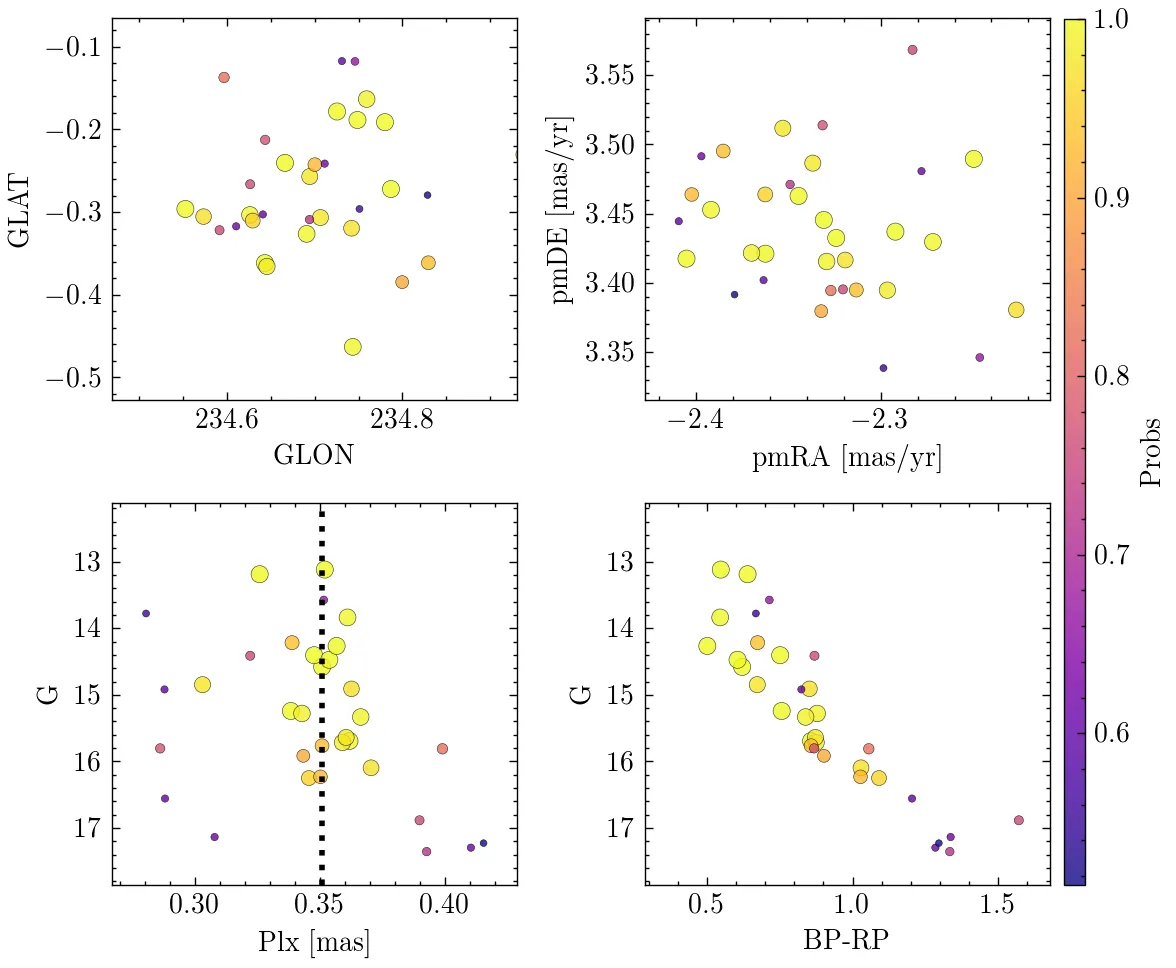 −0.1
−0.2
−0.3
−0.4
−0.5
GLAT
234.6 234.8
GLON
3.55
3.50
3.45
3.40
3.35
pmDE [mas/yr]
−2.4 −2.3
pmRA [mas/yr]
13
14
15
16
17
G
0.30 0.35 0.40
Plx [mas]
13
14
15
16
17
G
0.5 1.0 1.5
BP-RP
1.0
0.9
0.8
0.7
0.6
Probs